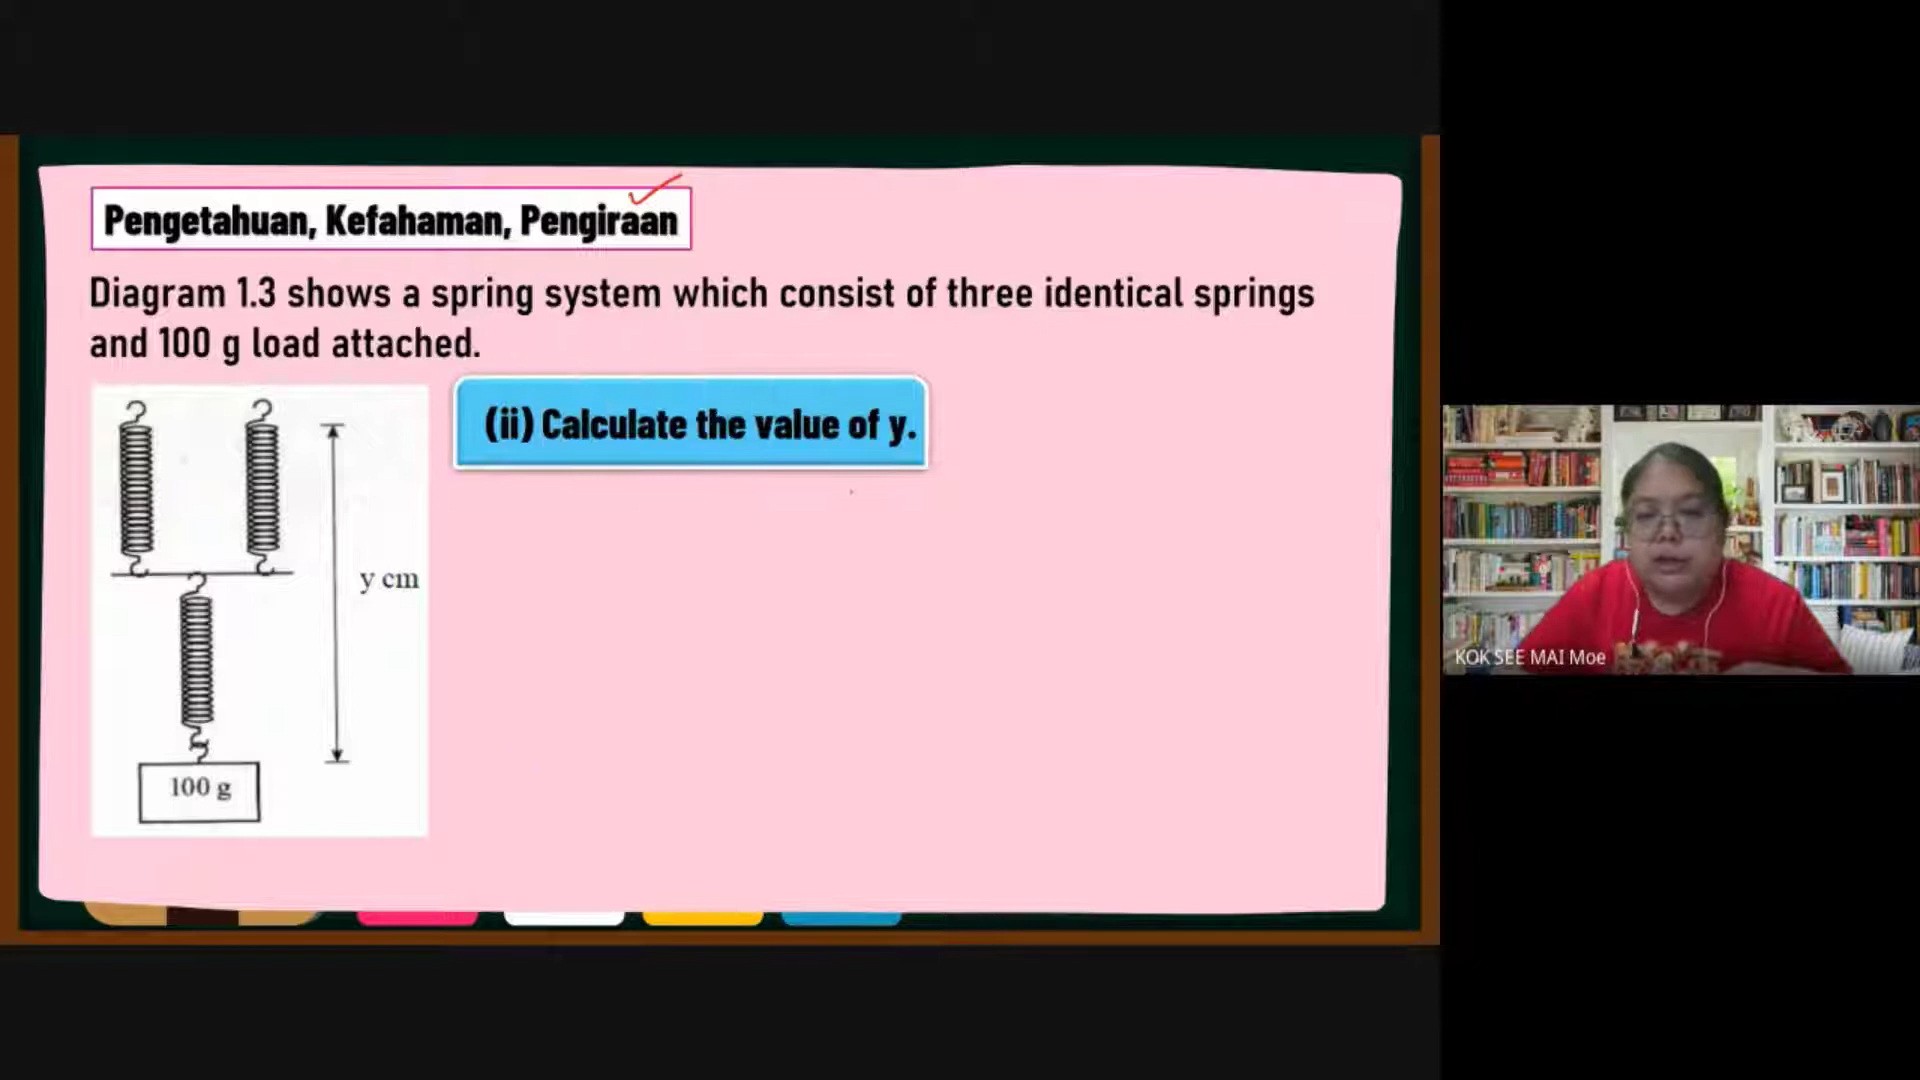 Pengetahuan, Kefahaman, Pengiraan
Diagram 1.3 shows a spring system which consist of three identical springs
and 100 g load attached.
(ii) Calculate the value of y.
y cm
100 g
KOK SEE MAI Moe